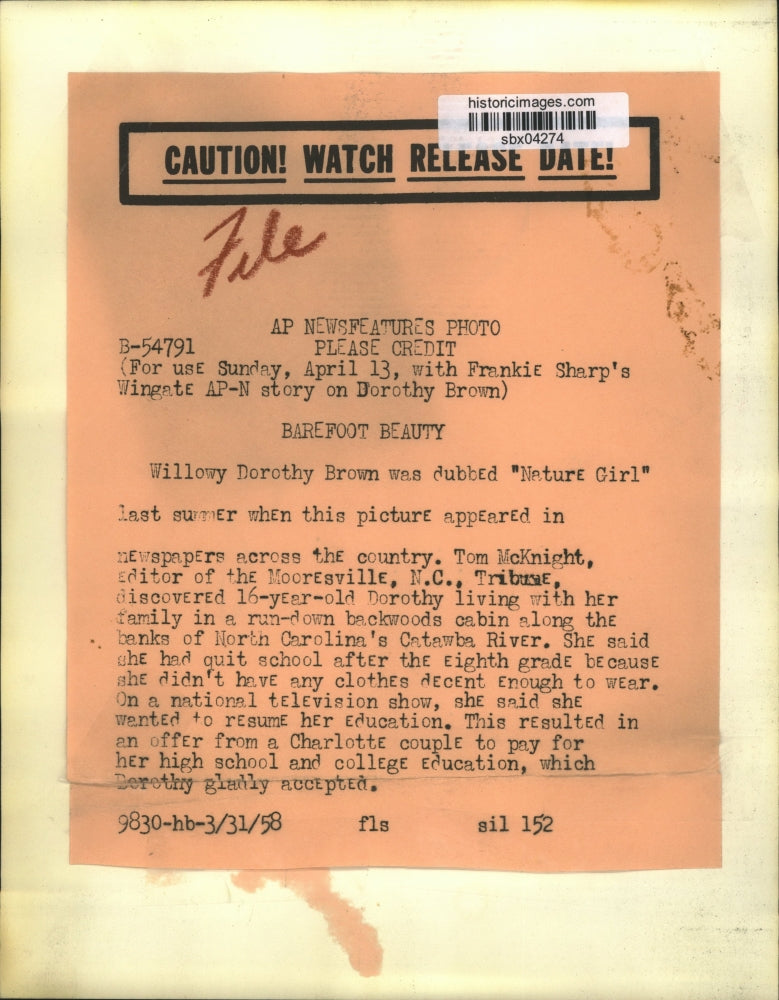 historicimages.com
sbx04274
CAUTION! WATCH RELEASE DATE!
File
AP NEWSFEATURES PHOTO
B-54791 PLEASE CREDIT
(For use Sunday, April 13, with Frankie Sharp's
Wingate AP-N story on Dorothy Brown)
BAREFOOT BEAUTY
Willowy Dorothy Brown was dubbed "Nature Girl"
last summer when this picture appeared in
newspapers across the country. Tom McKnight,
editor of the Mooresville, N.C., Tribune,
discovered 16-year-old Dorothy living with her
family in a run-down backwoods cabin along the
banks of North Carolina's Catawba River. She said
she had quit school after the eighth grade because
she didn't have any clothes decent enough to wear.
On a national television show, she said she
wanted to resume her education. This resulted in
an offer from a Charlotte couple to pay for
her high school and college education, which
Dorothy gladly accepted.
9830-hb-3/31/58 fls sil 152